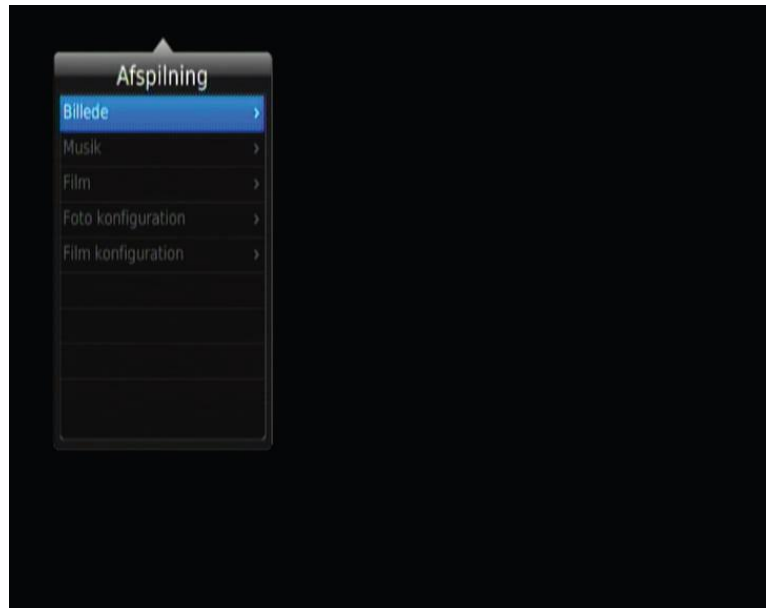 Afspilning
Billede
Musik
Film
Foto konfiguration
Film konfiguration